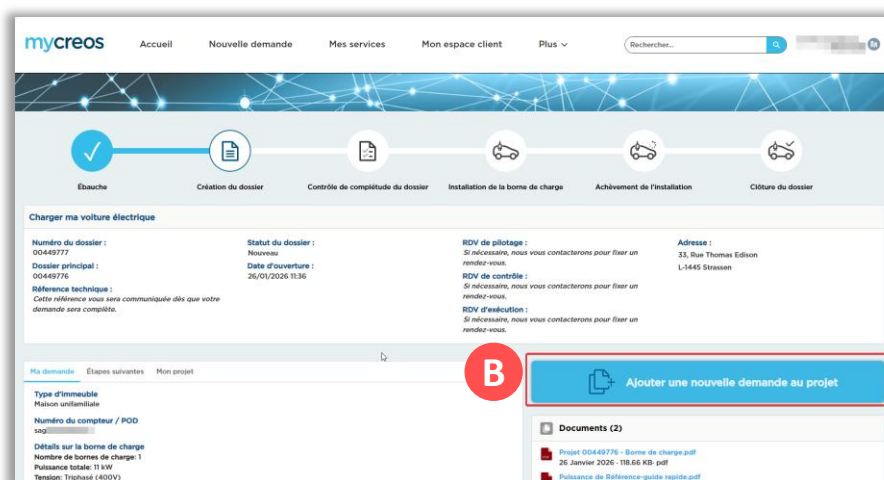 mycreos Accueil Nouvelle demande Mes services Mon espace client Plus Rechercher...
Ébauche Création du dossier Contrôle de complétude du dossier Installation de la borne de charge Achèvement de l'installation Clôture du dossier
Charger ma voiture électrique
Numéro du dossier :
00449777
Dossier principal :
00449776
Réference technique :
Cette référence vous sera communiquée dès que votre
demande sera complète.
Statut du dossier :
Nouveau
Date d'ouverture :
26/01/2026 11:36
RDV de pilotage :
Si nécessaire, nous vous contacterons pour fixer un
rendez-vous.
RDV de contrôle :
Si nécessaire, nous vous contacterons pour fixer un
rendez-vous.
RDV d'exécution :
Si nécessaire, nous vous contacterons pour fixer un
rendez-vous.
Adresse :
33, Rue Thomas Edison
L-1445 Strassen
Ma demande Étapes suivantes Mon projet
Type d'immeuble
Maison unifamiliale
Numéro du compteur / POD
sag
Détails sur la borne de charge
Nombre de bornes de charge: 1
Puissance totale: 11 kW
Tension: Triphasé (400V)
B
Ajouter une nouvelle demande au projet
Documents (2)
Projet 00449776 - Borne de charge.pdf
26 Janvier 2026 - 118.66 KB- pdf
Puissance de Référence-guide rapide.pdf